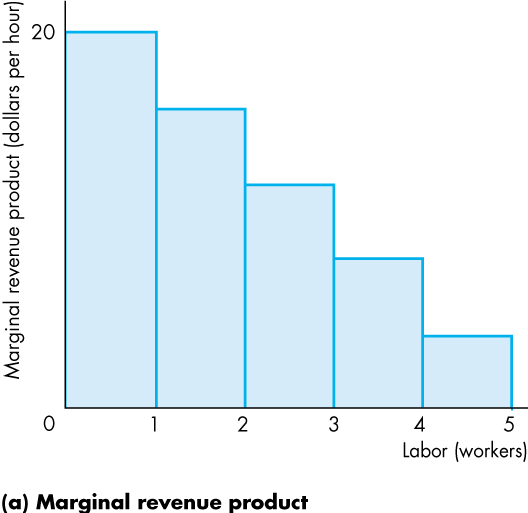 Marginal revenue product (dollars per hour)
20
0 1 2 3 4 5
Labor (workers)
(a) Marginal revenue product